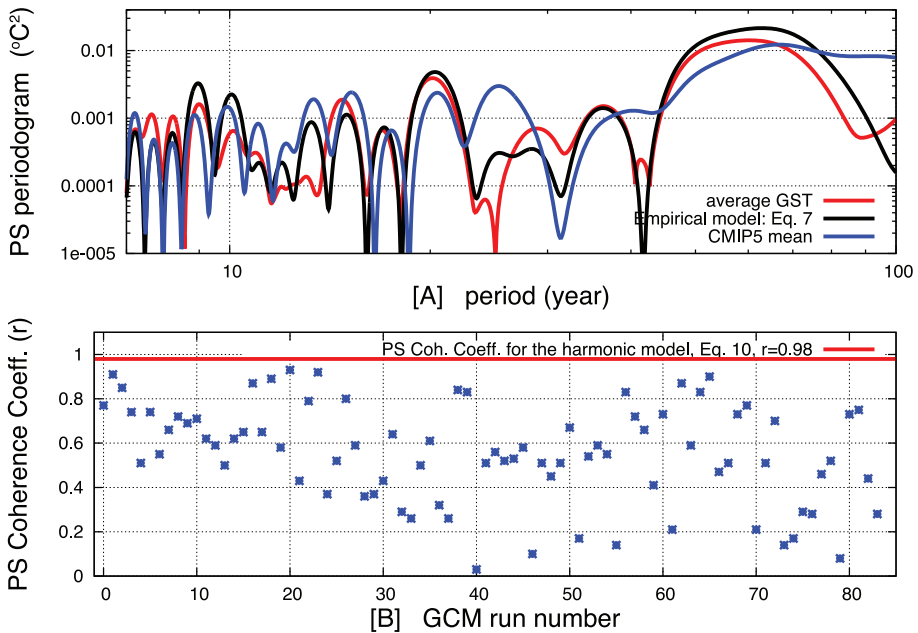 PS periodogram (°C²)
0.01
0.001
0.0001
1e-005
average GST
Empirical model: Eq. 7
CMIP5 mean
10
100
[A] period (year)
PS Coherence Coeff. (r)
1
0.8
0.6
0.4
0.2
0
PS Coh. Coeff. for the harmonic model, Eq. 10, r=0.98
0 10 20 30 40 50 60 70 80
[B] GCM run number